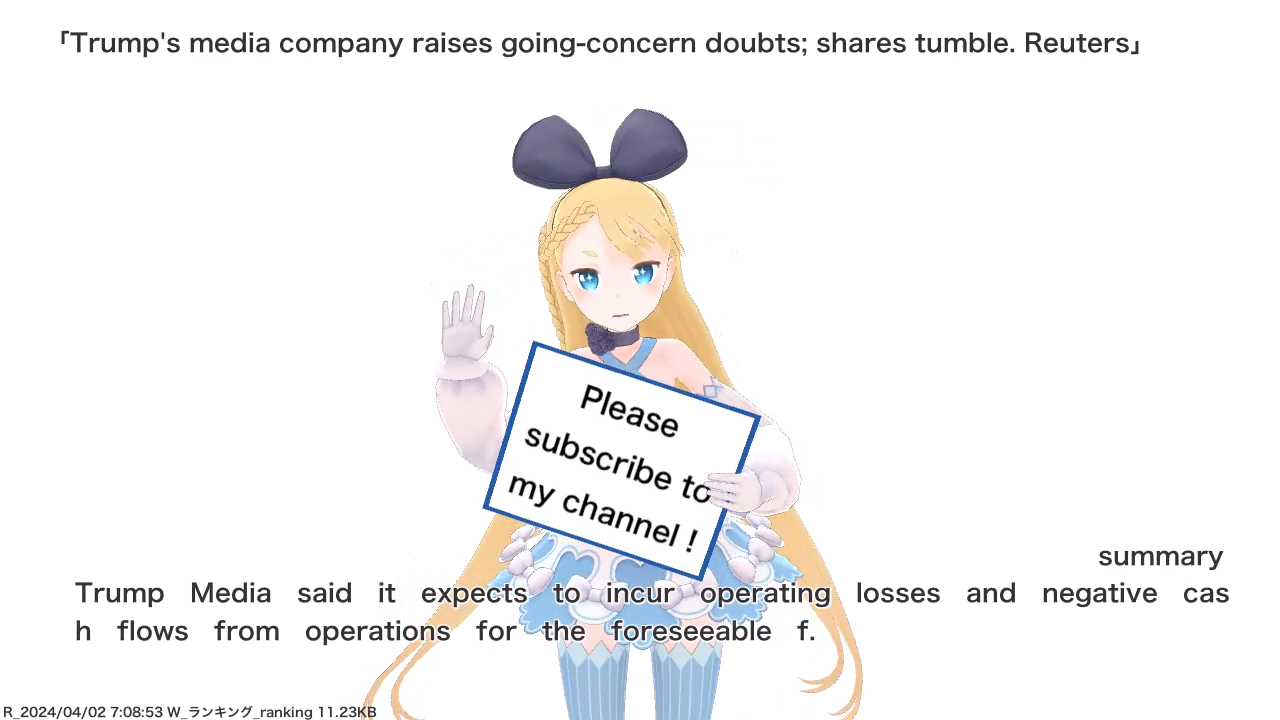 「Trump's media company raises going-concern doubts; shares tumble. Reuters」
Please
subscribe to
my channel !
summary
Trump Media said it expects to incur operating losses and negative cas
h flows from operations for the foreseeable f.
R_2024/04/02 7:08:53 W_ランキング_ranking 11.23KB